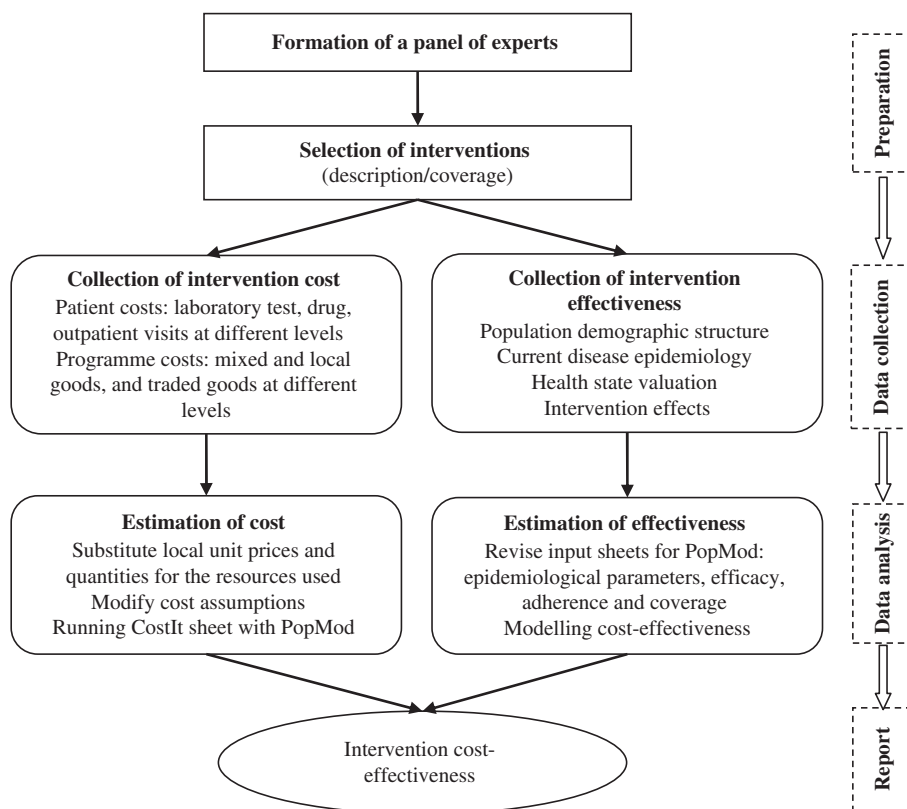 Formation of a panel of experts
Selection of interventions
(description/coverage)
Collection of intervention cost
Patient costs: laboratory test, drug,
outpatient visits at different levels
Programme costs: mixed and local
goods, and traded goods at different
levels
Collection of intervention
effectiveness
Population demographic structure
Current disease epidemiology
Health state valuation
Intervention effects
Estimation of cost
Substitute local unit prices and
quantities for the resources used
Modify cost assumptions
Running CostIt sheet with PopMod
Estimation of effectiveness
Revise input sheets for PopMod:
epidemiological parameters, efficacy,
adherence and coverage
Modelling cost-effectiveness
Intervention cost-
effectiveness
Preparation
Data collection
Data analysis
Report